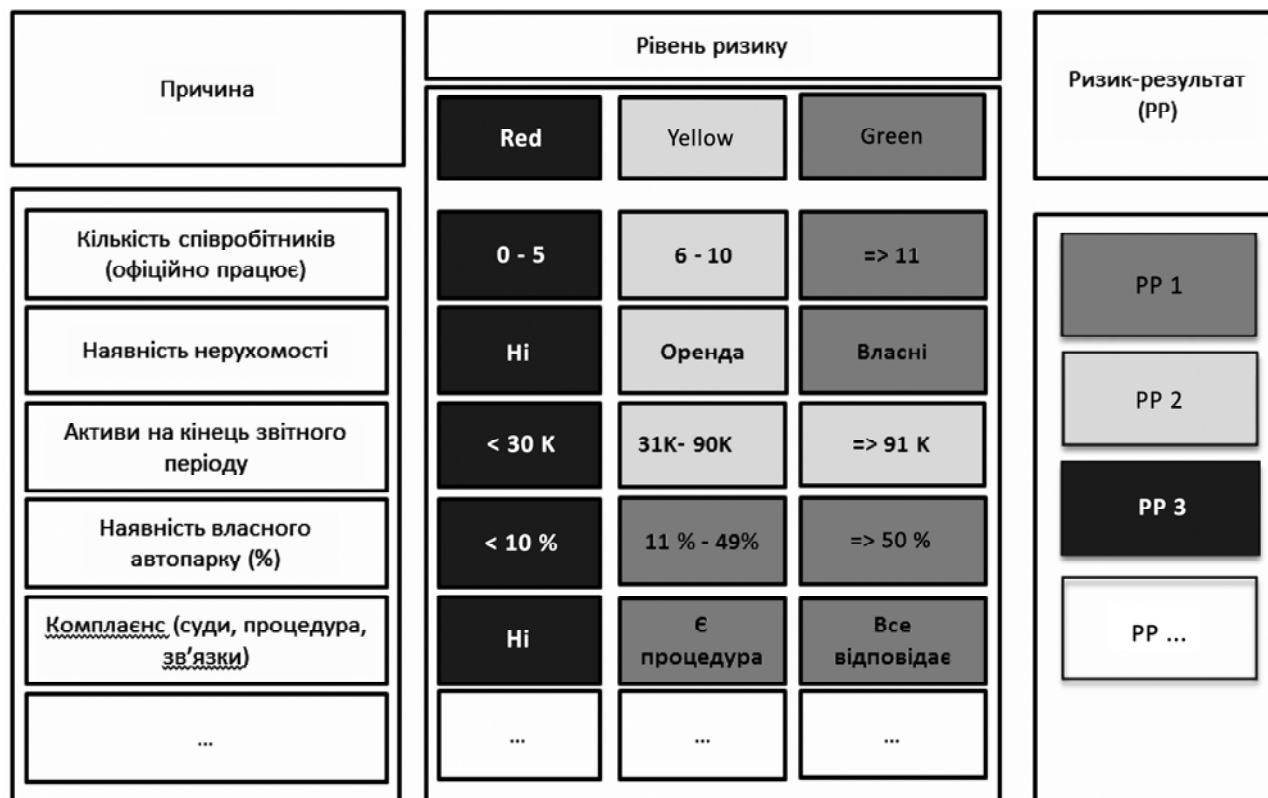 Причина
Рівень ризику
Ризик-результат
(РР)
Red
Yellow
Green
Кількість співробітників
(офіційно працює)
0 - 5
6 - 10
=> 11
Наявність нерухомості
Ні
Оренда
Власні
Активи на кінець звітного
періоду
< 30 К
31К- 90К
=> 91 К
Наявність власного
автопарку (%)
< 10 %
11 % - 49%
=> 50 %
Комплаєнс (суди, процедура,
зв’язки)
Ні
Є
процедура
Все
відповідає
...
...
...
...
РР 1
РР 2
РР 3
РР ...